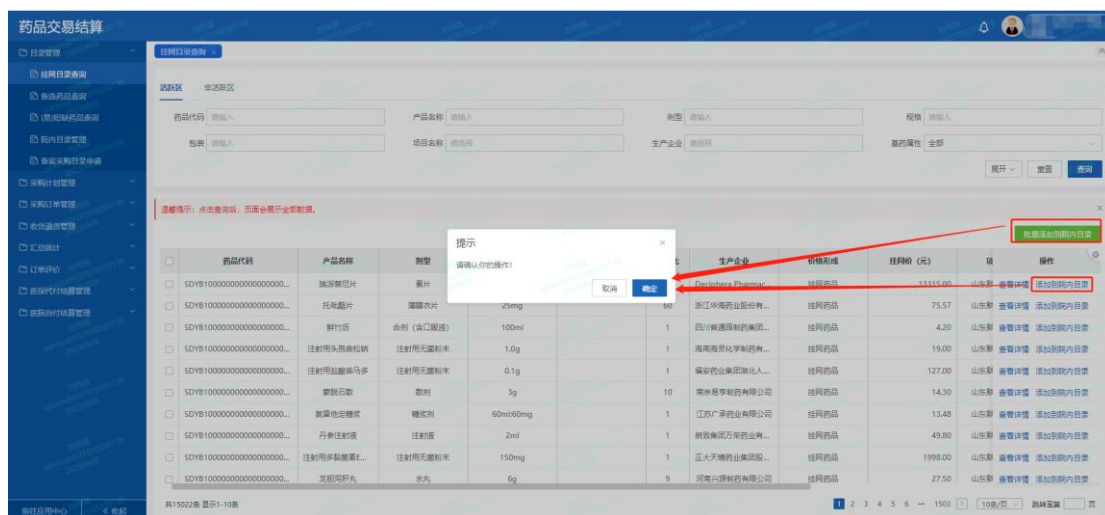 药品交易结算
目录管理
挂网目录查询
备选药品查询
院内目录管理
备案采购目录申请
采购计划管理
采购订单管理
收货退货管理
汇总统计
订单评价
医保代付结算管理
医院自付结算管理
前往应用中心 收起
挂网目录查询 ×
活跃区 非活跃区
药品代码 请输入 产品名称 请输入 剂型 请输入 规格 请输入
包装 请输入 项目名称 请选择 生产企业 请选择 基药属性 全部
展开 重置 查询
温馨提示：点击查询后，页面会展示全部数据。
批量添加到院内目录
提示 ×
请确认你的操作！
取消 确定
药品代码 产品名称 剂型 生产企业 价格形成 挂网价（元） 操作
SDYB10000000000000000000... 瑞派替尼片 素片 Deciphera Pharmac... 挂网药品 13315.00 山东 查看详情 添加到院内目录
SDYB10000000000000000000... 托吡酯片 薄膜衣片 25mg 60 浙江华海药业股份有... 挂网药品 75.57 山东 查看详情 添加到院内目录
SDYB10000000000000000000... 鲜竹沥 合剂（含口服液） 100ml 1 挂网药品 4.20 山东 查看详情 添加到院内目录
SDYB10000000000000000000... 注射用头孢曲松钠 注射用无菌粉末 1.0g 1 海南海灵化学制药有... 挂网药品 19.00 山东 查看详情 添加到院内目录
SDYB10000000000000000000... 注射用盐酸曲马多 注射用无菌粉末 0.1g 1 福安药业集团湖北人... 挂网药品 127.00 山东 查看详情 添加到院内目录
SDYB10000000000000000000... 蒙脱石散 散剂 3g 10 南京易亨制药有限公司 挂网药品 14.30 山东 查看详情 添加到院内目录
SDYB10000000000000000000... 氨溴他定糖浆 糖浆剂 60ml:60mg 1 江苏广承药业有限公司 挂网药品 13.48 山东 查看详情 添加到院内目录
SDYB10000000000000000000... 丹参注射液 注射液 2ml 1 朗致集团万荣药业有... 挂网药品 49.80 山东 查看详情 添加到院内目录
SDYB10000000000000000000... 注射用多黏菌素E... 注射用无菌粉末 150mg 1 正大天晴药业集团股... 挂网药品 1998.00 山东 查看详情 添加到院内目录
SDYB10000000000000000000... 龙胆泻肝丸 水丸 6g 9 河南兴源制药有限公司 挂网药品 27.50 山东 查看详情 添加到院内目录
共15022条 显示1-10条 1 2 3 4 5 6 ... 1503 10条/页 跳转至第 页